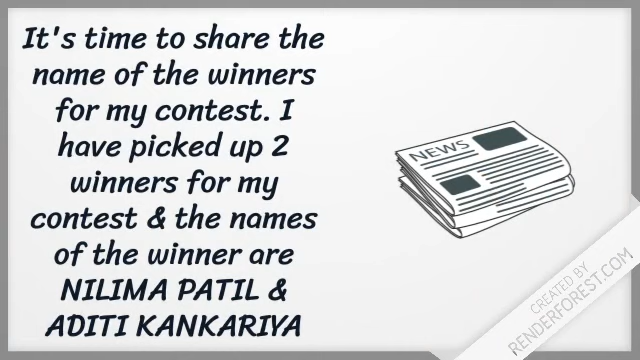 It's time to share the
name of the winners
for my contest. I
have picked up 2
winners for my
contest & the names
of the winner are
NILIMA PATIL &
ADITI KANKARIYA
NEWS
CREATED BY
RENDERFOREST.COM